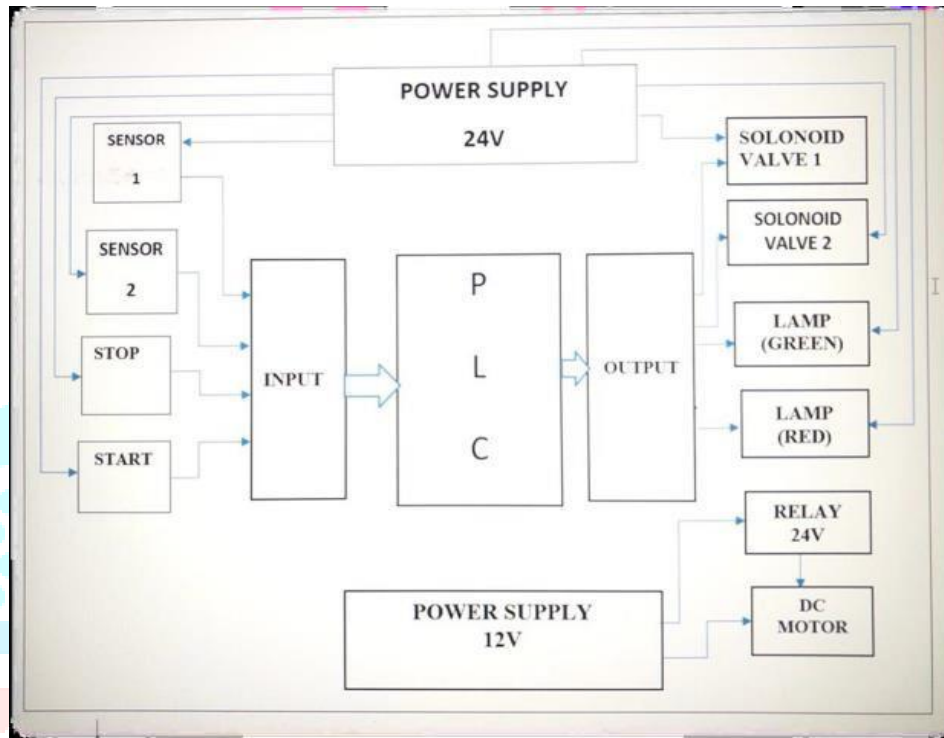 POWER SUPPLY
24V
SENSOR
1
SENSOR
2
STOP
START
INPUT
P
L
C
OUTPUT
SOLONOID
VALVE 1
SOLONOID
VALVE 2
LAMP
(GREEN)
LAMP
(RED)
RELAY
24V
DC
MOTOR
POWER SUPPLY
12V